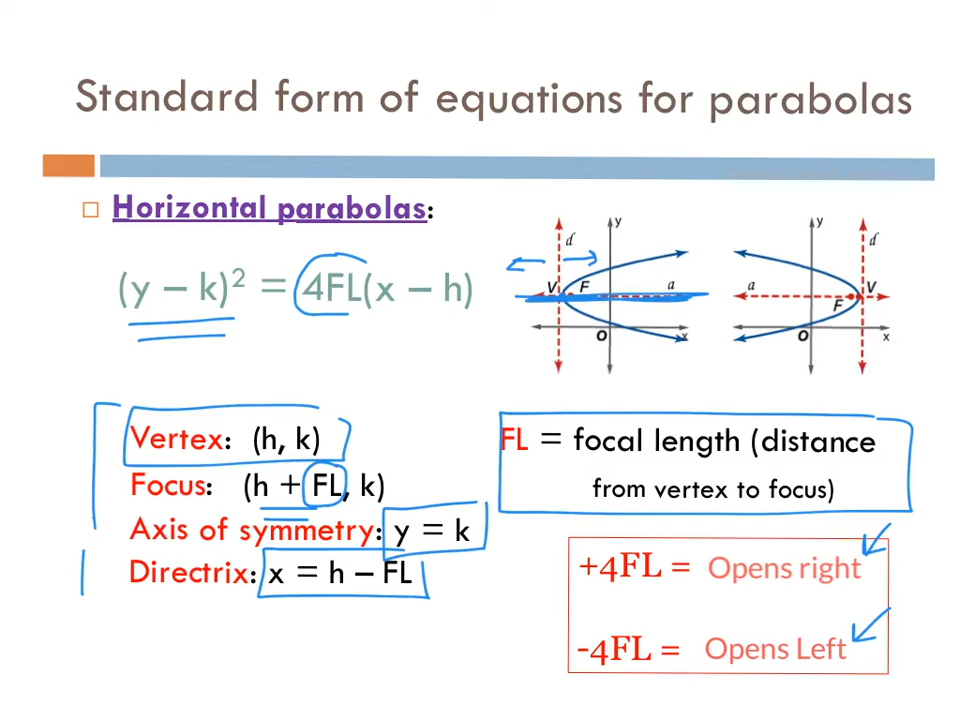 Standard form of equations for parabolas
Horizontal parabolas:
(y – k)² = 4FL(x – h)
y
d
V
F
a
O
x
y
d
a
V
F
O
x
Vertex: (h, k)
Focus: (h + FL, k)
Axis of symmetry: y = k
Directrix: x = h – FL
FL = focal length (distance
from vertex to focus)
+4FL = Opens right
-4FL = Opens Left